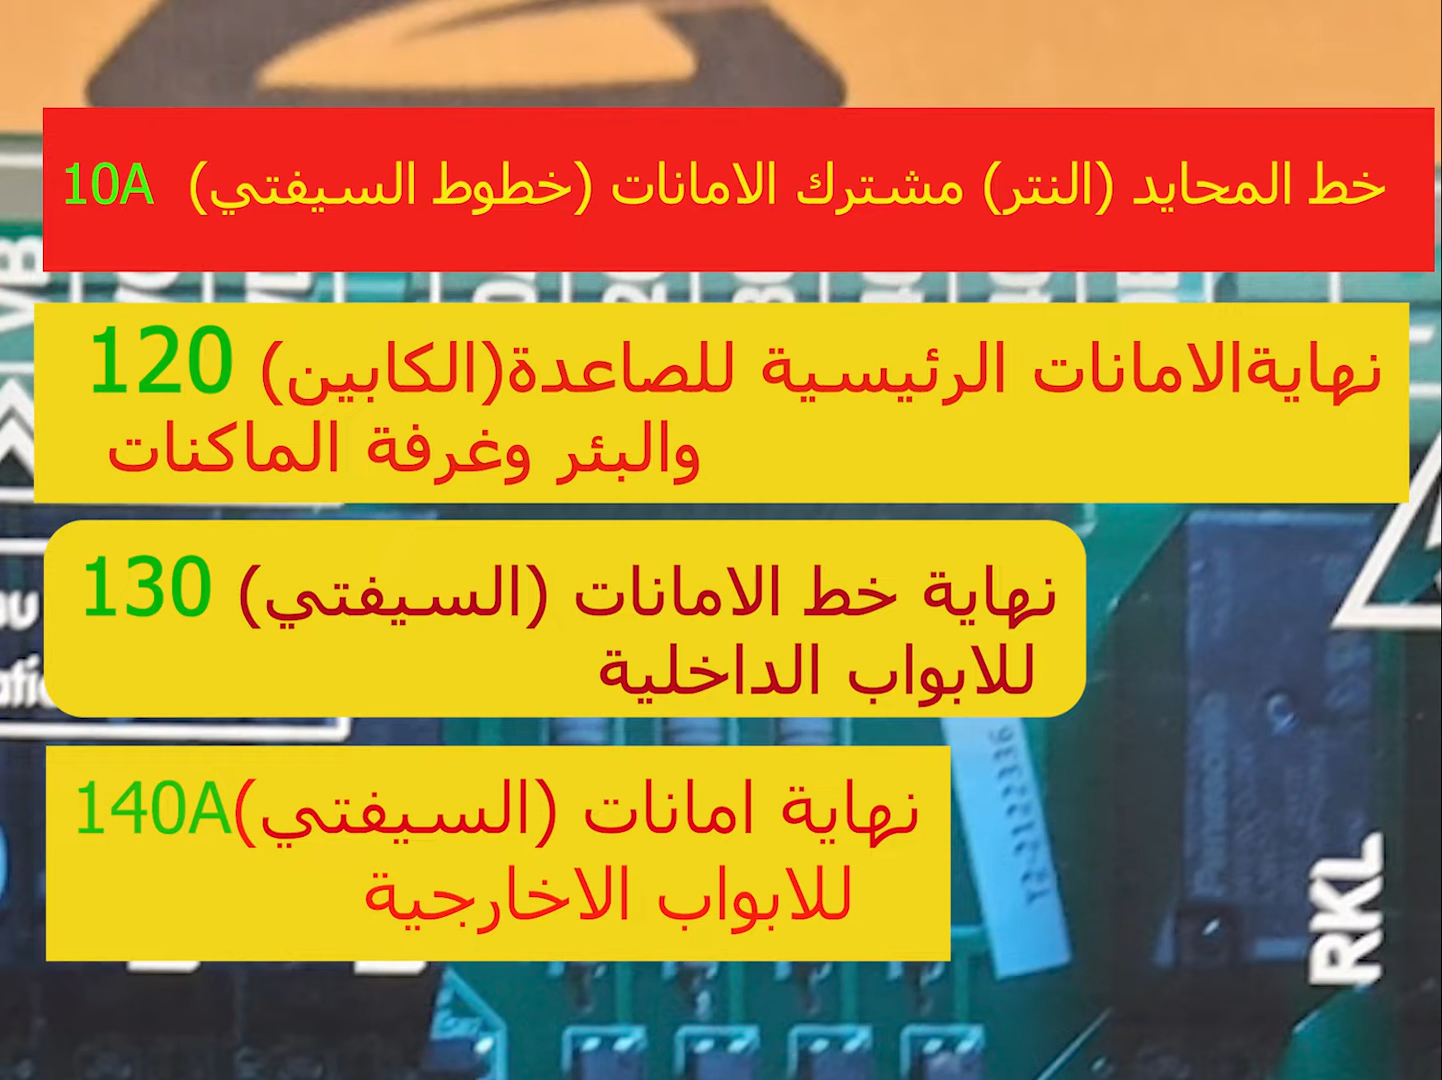 خط المحايد (النتر) مشترك الامانات (خطوط السيفتي) 10A
نهايةالامانات الرئيسية للصاعدة(الكابين) 120
والبئر وغرفة الماكنات
نهاية خط الامانات (السيفتي) 130
للابواب الداخلية
نهاية امانات (السيفتي)140A
للابواب الاخارجية
RKL